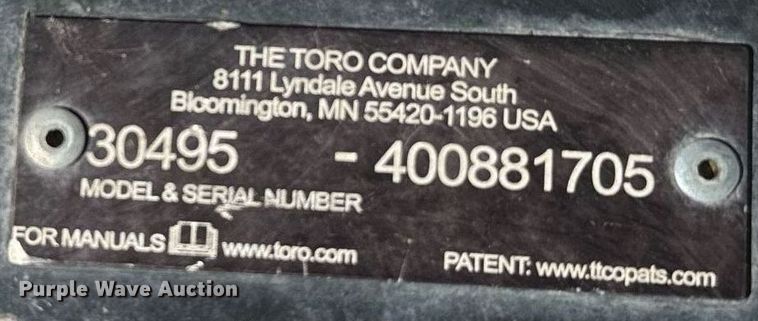 THE TORO COMPANY
8111 Lyndale Avenue South
Bloomington, MN 55420-1196 USA
30495 - 400881705
MODEL & SERIAL NUMBER
FOR MANUALS www.toro.com
PATENT: www.ttcopats.com
Purple Wave Auction